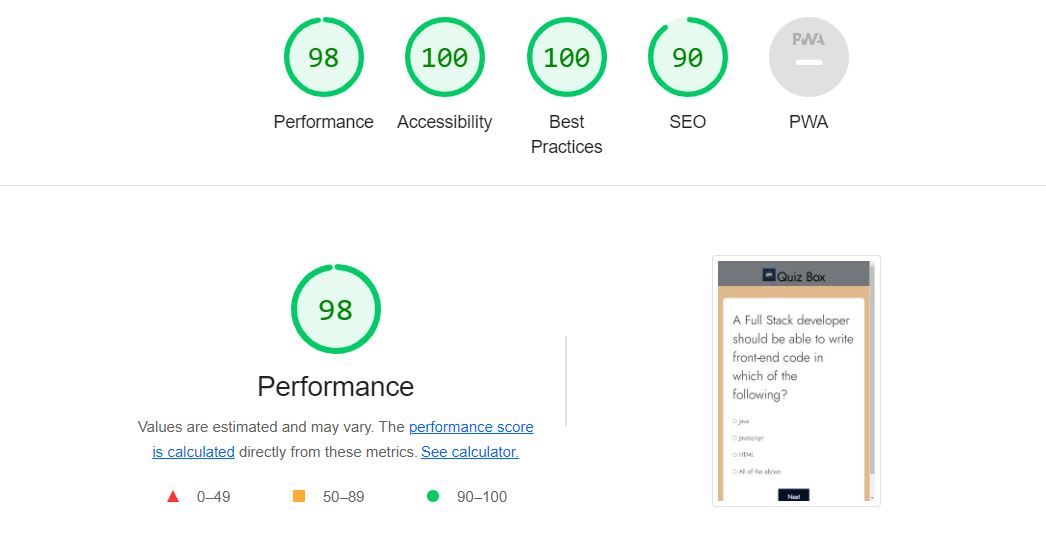 98
100
100
90
PWA
Performance
Accessibility
Best
Practices
SEO
PWA
98
Performance
Values are estimated and may vary. The performance score
is calculated directly from these metrics. See calculator.
0–49
50–89
90–100
Quiz Box
A Full Stack developer
should be able to write
front-end code in
which of the
following?
Java
Javascript
HTML
All of the above
Next